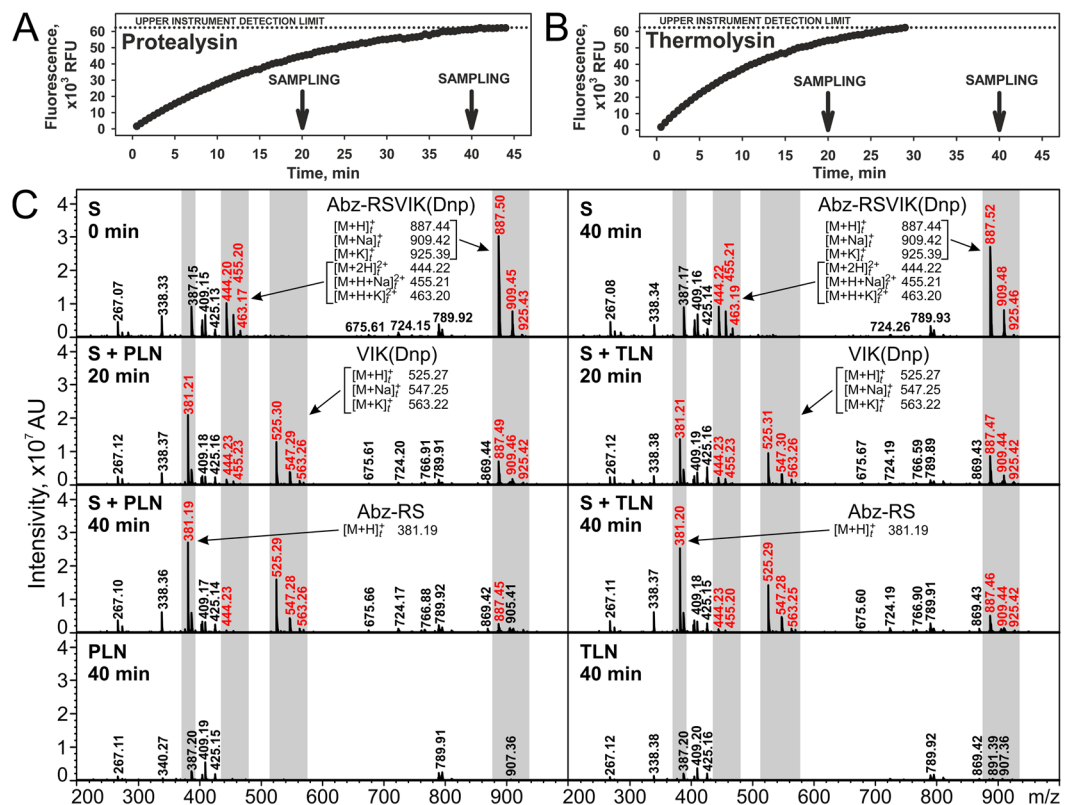 A
UPPER INSTRUMENT DETECTION LIMIT
Protealysin
SAMPLING
SAMPLING
Fluorescence,
x10³ RFU
60
50
40
30
20
10
0
0 5 10 15 20 25 30 35 40 45
Time, min
B
UPPER INSTRUMENT DETECTION LIMIT
Thermolysin
SAMPLING
SAMPLING
Fluorescence,
x10³ RFU
60
50
40
30
20
10
0
0 5 10 15 20 25 30 35 40 45
Time, min
C
Intensivity, x10⁷ AU
4
3
2
1
0
S
0 min
Abz-RSVIK(Dnp)
[M+H]t+ 887.44
[M+Na]t+ 909.42
[M+K]t+ 925.39
[M+2H]t2+ 444.22
[M+H+Na]t2+ 455.21
[M+H+K]t2+ 463.20
267.07
338.33
387.15
409.15
425.13
444.20
455.20
463.17
675.61
724.15
789.92
887.50
909.45
925.43
S
40 min
Abz-RSVIK(Dnp)
[M+H]t+ 887.44
[M+Na]t+ 909.42
[M+K]t+ 925.39
[M+2H]t2+ 444.22
[M+H+Na]t2+ 455.21
[M+H+K]t2+ 463.20
267.08
338.34
387.17
409.16
425.14
444.22
455.21
463.19
724.26
789.93
887.52
909.48
925.46
4
3
2
1
0
S + PLN
20 min
VIK(Dnp)
[M+H]t+ 525.27
[M+Na]t+ 547.25
[M+K]t+ 563.22
267.12
338.37
381.21
409.18
425.16
444.23
455.23
525.30
547.29
563.26
675.61
724.20
766.91
789.91
869.44
887.49
909.46
925.42
S + TLN
20 min
VIK(Dnp)
[M+H]t+ 525.27
[M+Na]t+ 547.25
[M+K]t+ 563.22
267.12
338.38
381.21
409.19
425.16
444.23
455.23
525.31
547.30
563.26
675.67
724.19
766.59
789.89
869.43
887.47
909.44
925.42
4
3
2
1
0
S + PLN
40 min
Abz-RS
[M+H]t+ 381.19
267.10
338.36
381.19
409.17
425.14
444.23
525.29
547.28
563.26
675.66
724.17
766.88
789.92
869.42
887.45
905.41
S + TLN
40 min
Abz-RS
[M+H]t+ 381.19
267.11
338.37
381.20
409.18
425.15
444.23
455.20
525.29
547.28
563.25
675.60
724.19
766.90
789.91
869.43
887.46
909.44
925.42
4
3
2
1
0
PLN
40 min
267.11
340.27
387.20
409.19
425.15
789.91
907.36
TLN
40 min
267.12
338.38
387.20
409.20
425.16
789.92
869.42
891.39
907.36
200 300 400 500 600 700 800 900
200 300 400 500 600 700 800 900 m/z